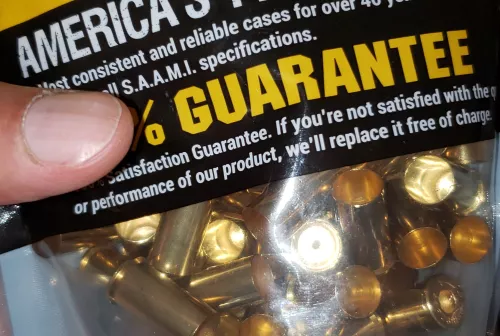 AMERICA'S
Most consistent and reliable cases for over 40
all S.A.A.M.I. specifications.
% GUARANTEE
Satisfaction Guarantee. If you're not satisfied with the
or performance of our product, we'll replace it free of charge.